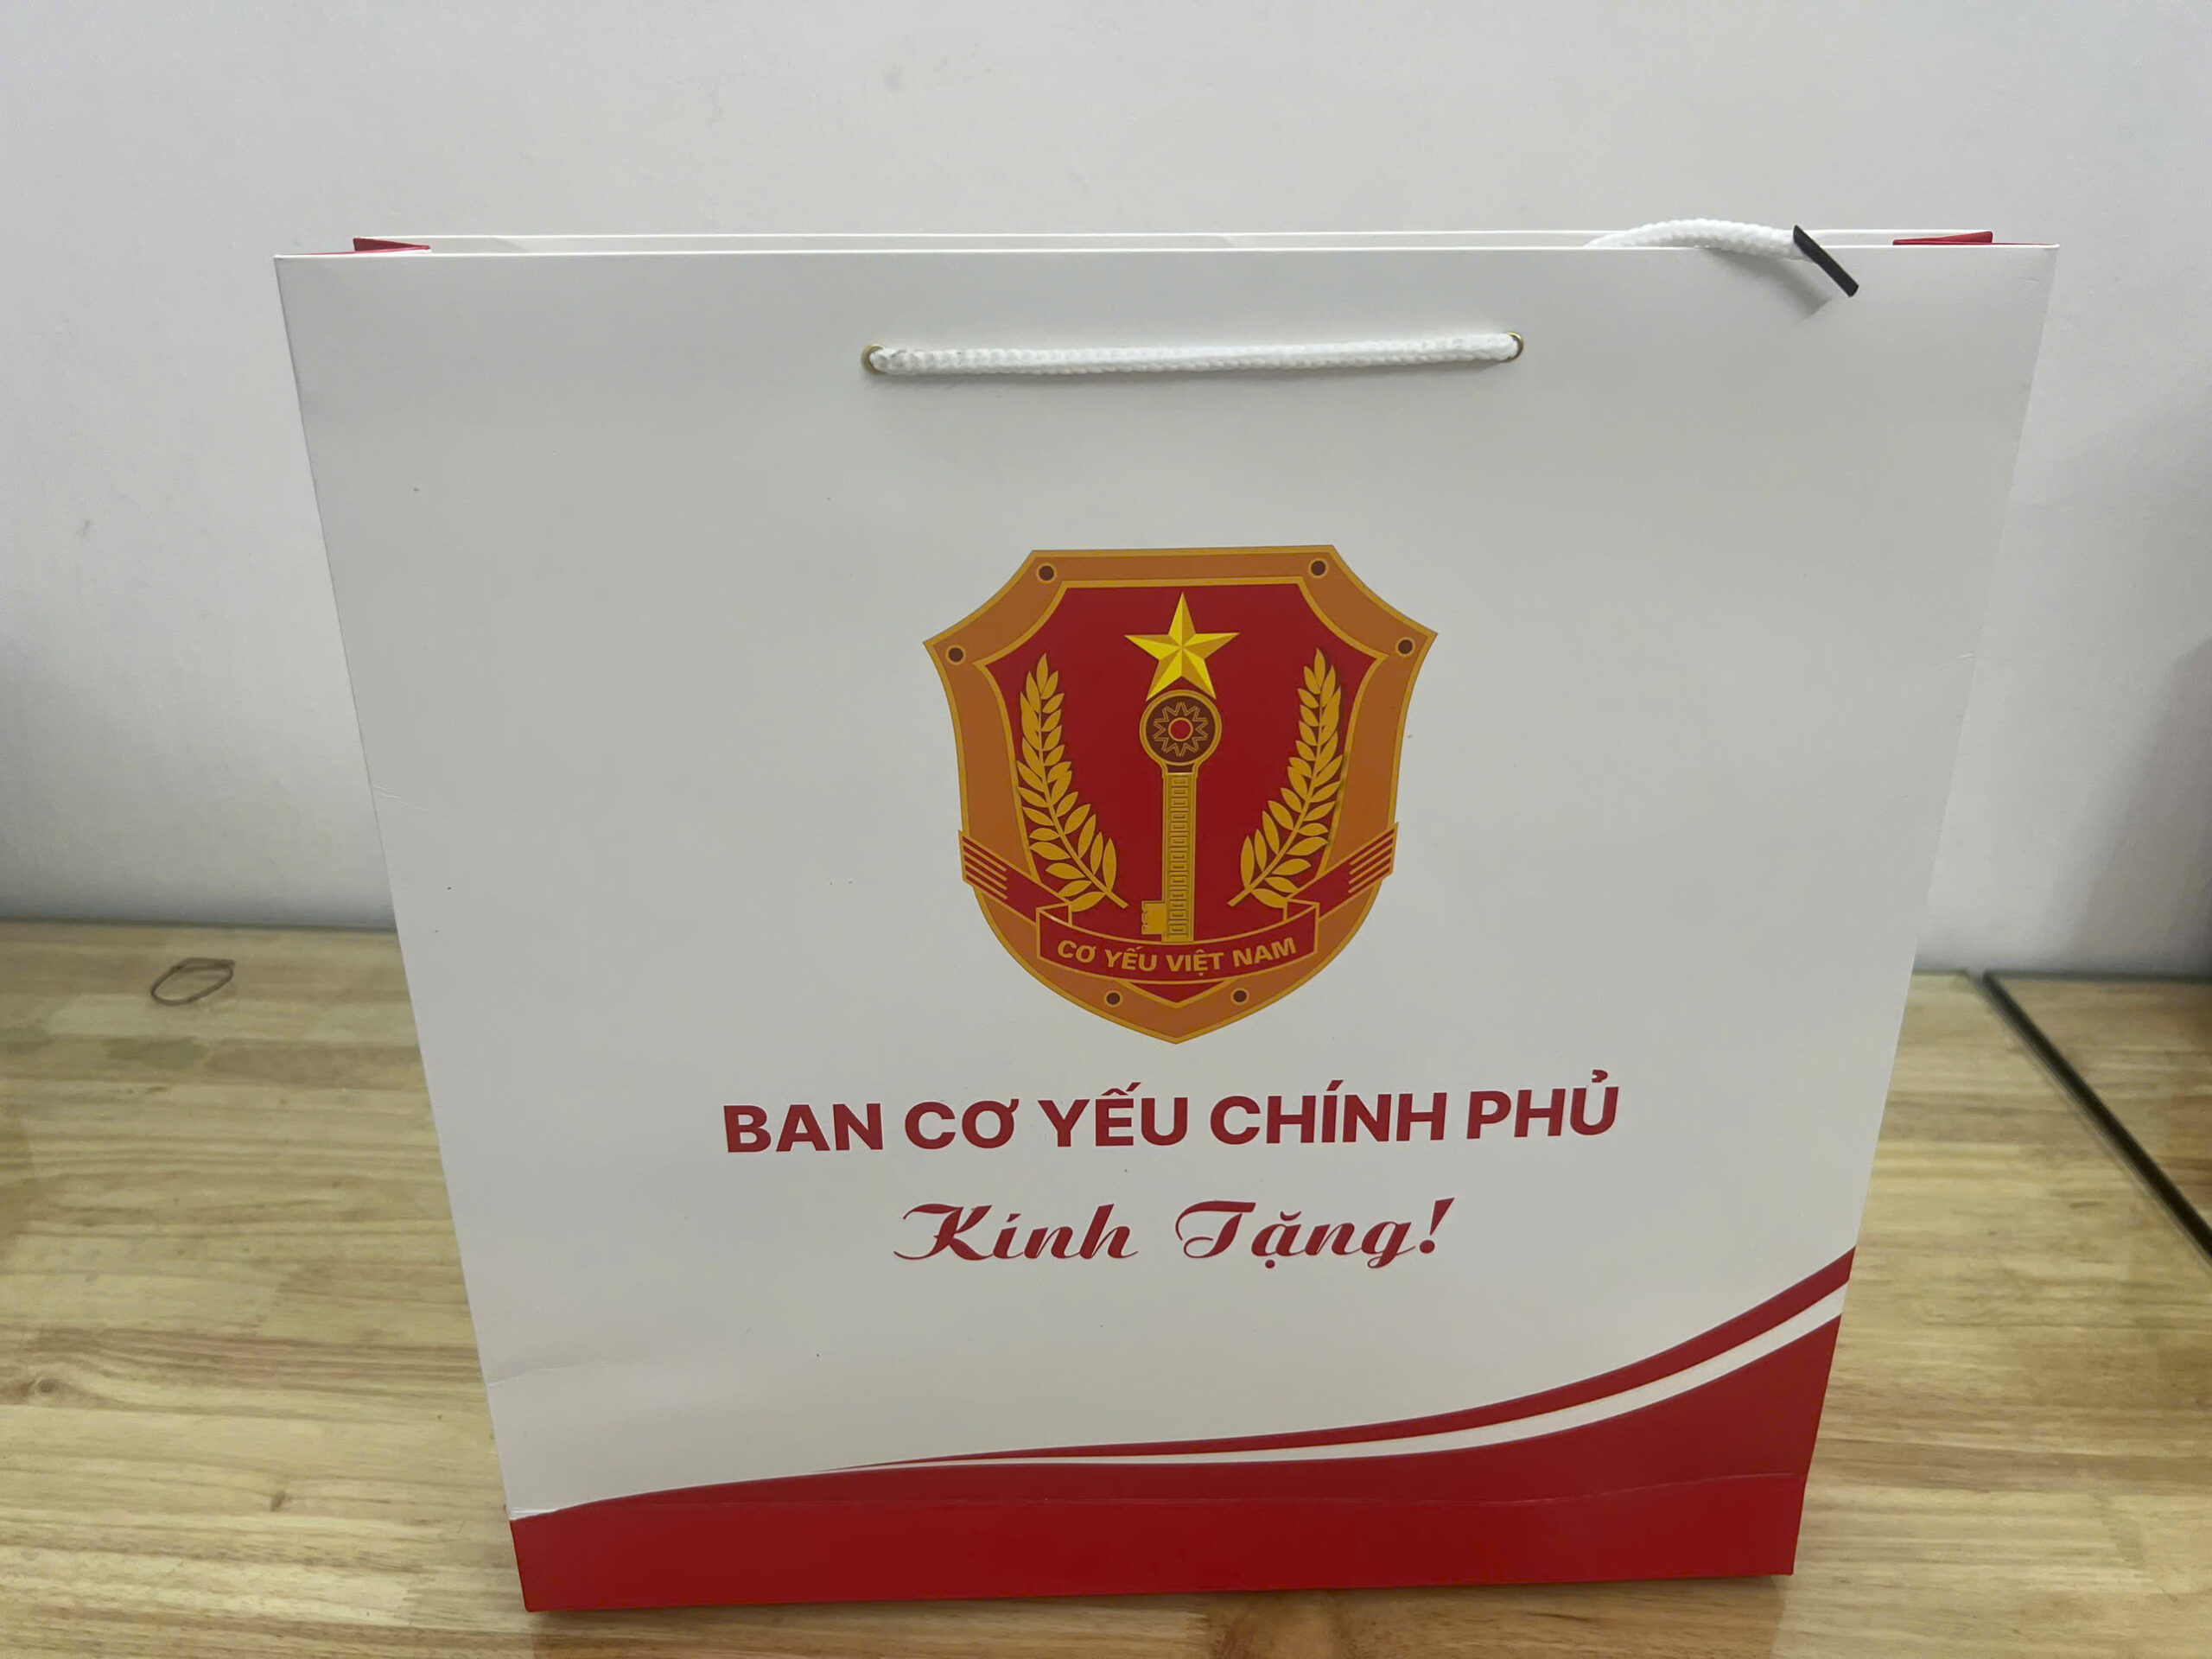 CƠ YẾU VIỆT NAM
BAN CƠ YẾU CHÍNH PHỦ
Kính Tặng!